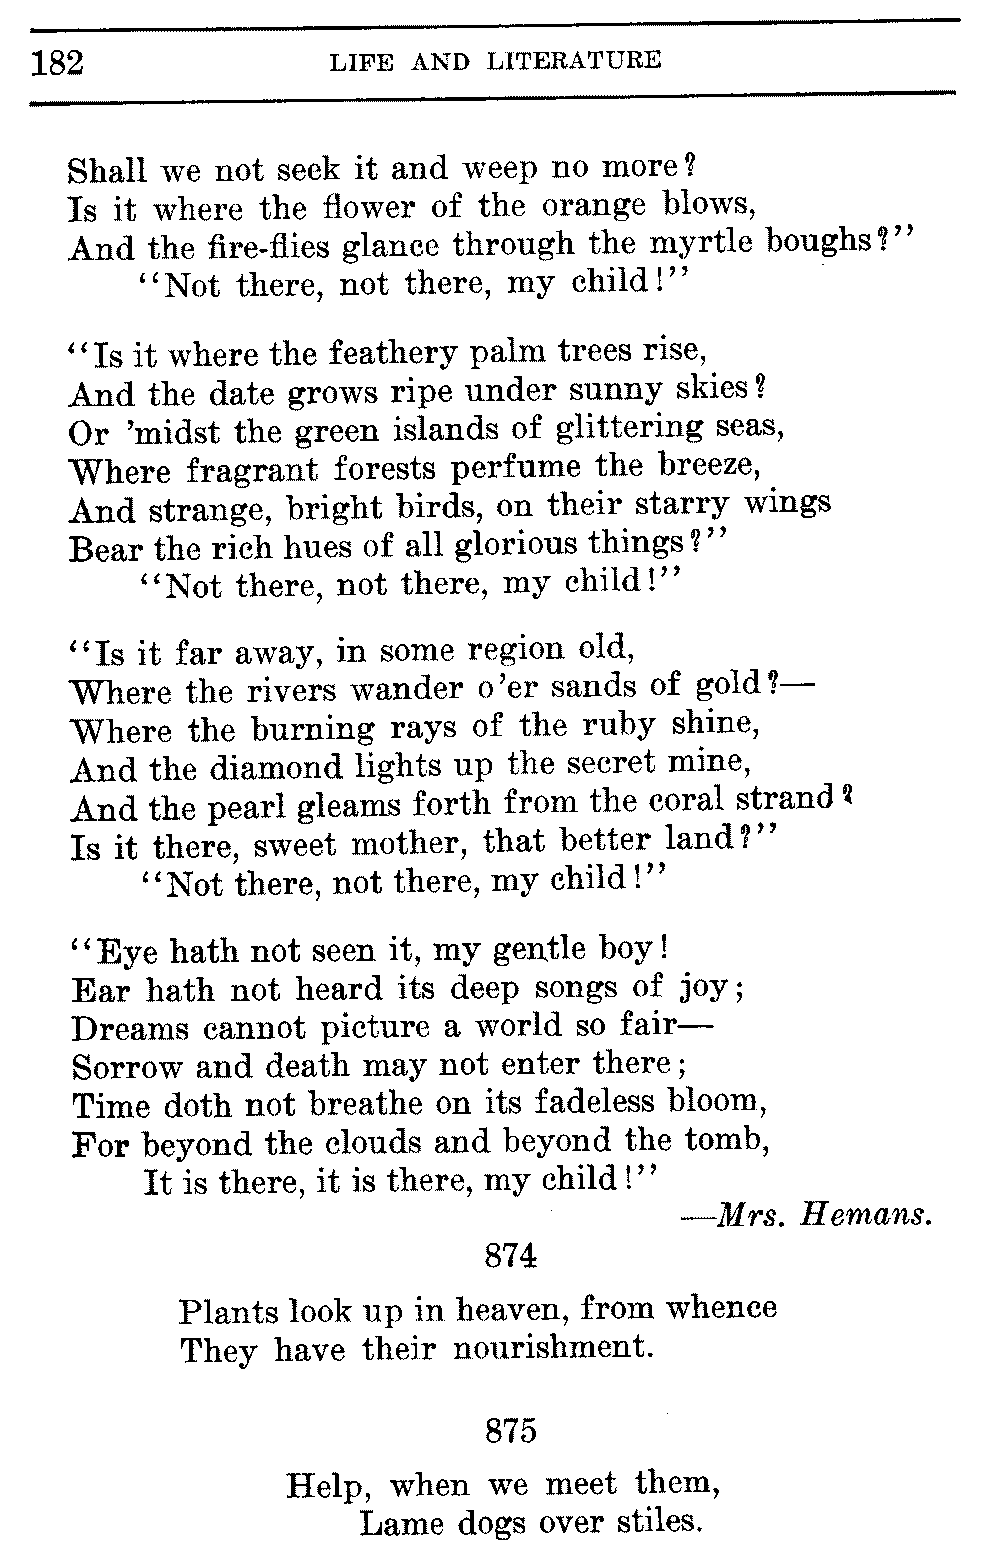 182 LIFE AND LITERATURE
Shall we not seek it and weep no more?
Is it where the flower of the orange blows,
And the fire-flies glance through the myrtle boughs?"
"Not there, not there, my child!"
"Is it where the feathery palm trees rise,
And the date grows ripe under sunny skies?
Or 'midst the green islands of glittering seas,
Where fragrant forests perfume the breeze,
And strange, bright birds, on their starry wings
Bear the rich hues of all glorious things?"
"Not there, not there, my child!"
"Is it far away, in some region old,
Where the rivers wander o'er sands of gold?—
Where the burning rays of the ruby shine,
And the diamond lights up the secret mine,
And the pearl gleams forth from the coral strand?
Is it there, sweet mother, that better land?"
"Not there, not there, my child!"
"Eye hath not seen it, my gentle boy!
Ear hath not heard its deep songs of joy;
Dreams cannot picture a world so fair—
Sorrow and death may not enter there;
Time doth not breathe on its fadeless bloom,
For beyond the clouds and beyond the tomb,
It is there, it is there, my child!"
—Mrs. Hemans.
874
Plants look up in heaven, from whence
They have their nourishment.
875
Help, when we meet them,
Lame dogs over stiles.